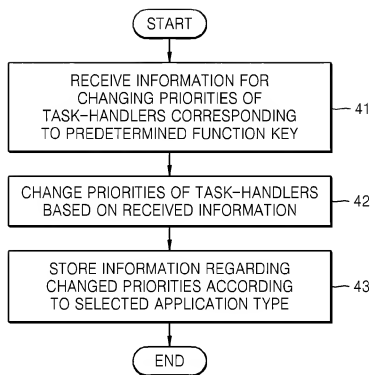 START
RECEIVE INFORMATION FOR
CHANGING PRIORITIES OF
TASK-HANDLERS CORRESPONDING
TO PREDETERMINED FUNCTION KEY
41
CHANGE PRIORITIES OF TASK-HANDLERS
BASED ON RECEIVED INFORMATION
42
STORE INFORMATION REGARDING
CHANGED PRIORITIES ACCORDING
TO SELECTED APPLICATION TYPE
43
END